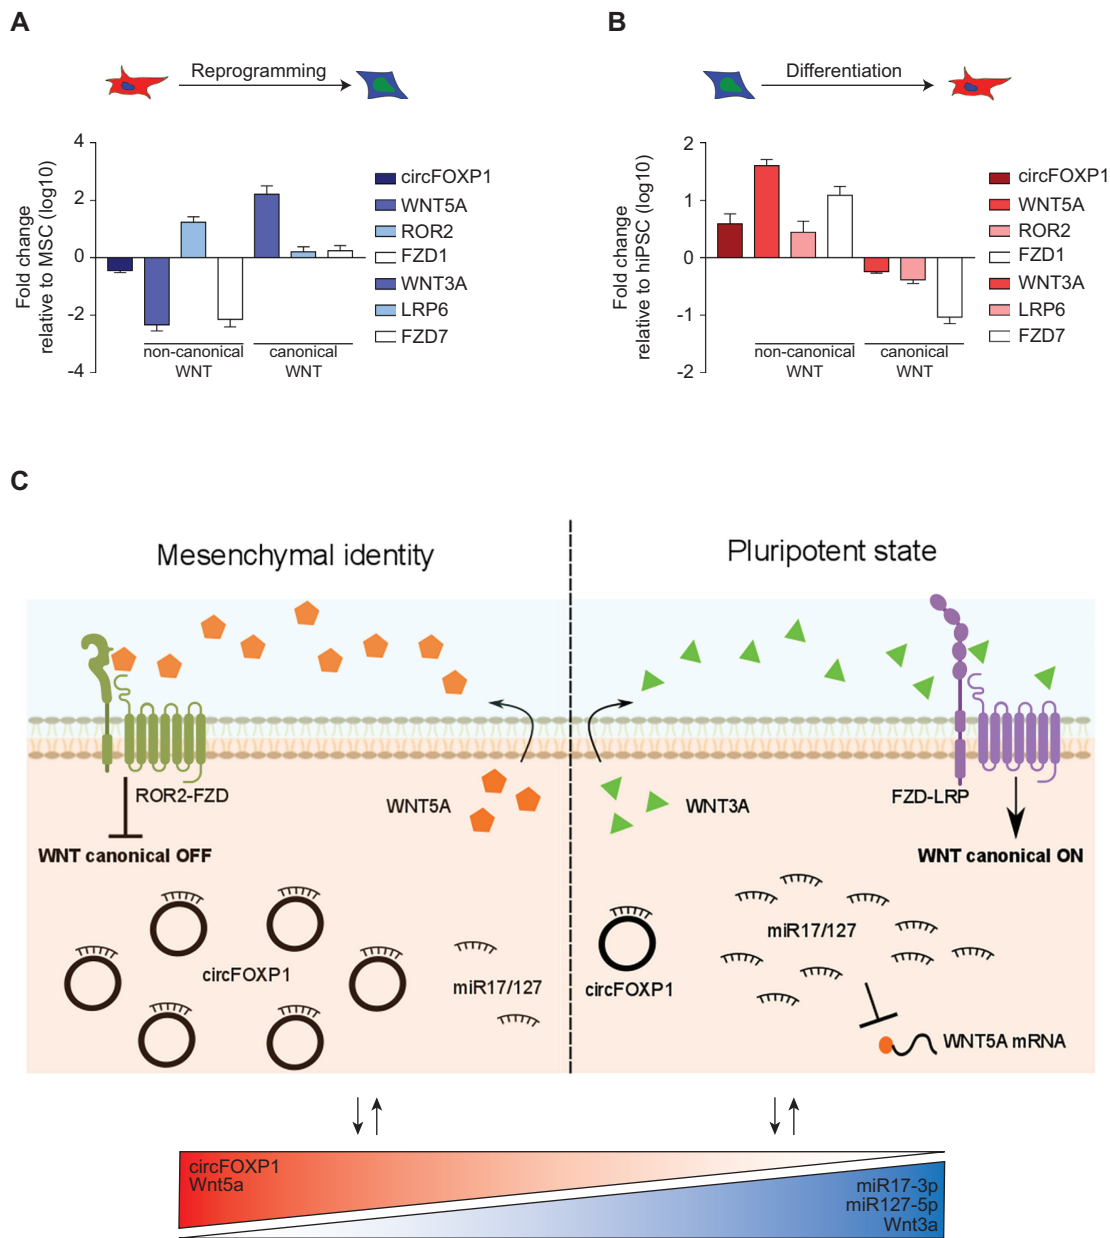 A
B
Reprogramming
Differentiation
Fold change
relative to MSC (log10)
4
2
0
-2
-4
non-canonical
WNT
canonical
WNT
circFOXP1
WNT5A
ROR2
FZD1
WNT3A
LRP6
FZD7
Fold change
relative to hiPSC (log10)
2
1
0
-1
-2
non-canonical
WNT
canonical
WNT
circFOXP1
WNT5A
ROR2
FZD1
WNT3A
LRP6
FZD7
C
Mesenchymal identity
Pluripotent state
ROR2-FZD
WNT5A
WNT canonical OFF
circFOXP1
miR17/127
WNT3A
FZD-LRP
WNT canonical ON
miR17/127
circFOXP1
WNT5A mRNA
circFOXP1
Wnt5a
miR17-3p
miR127-5p
Wnt3a